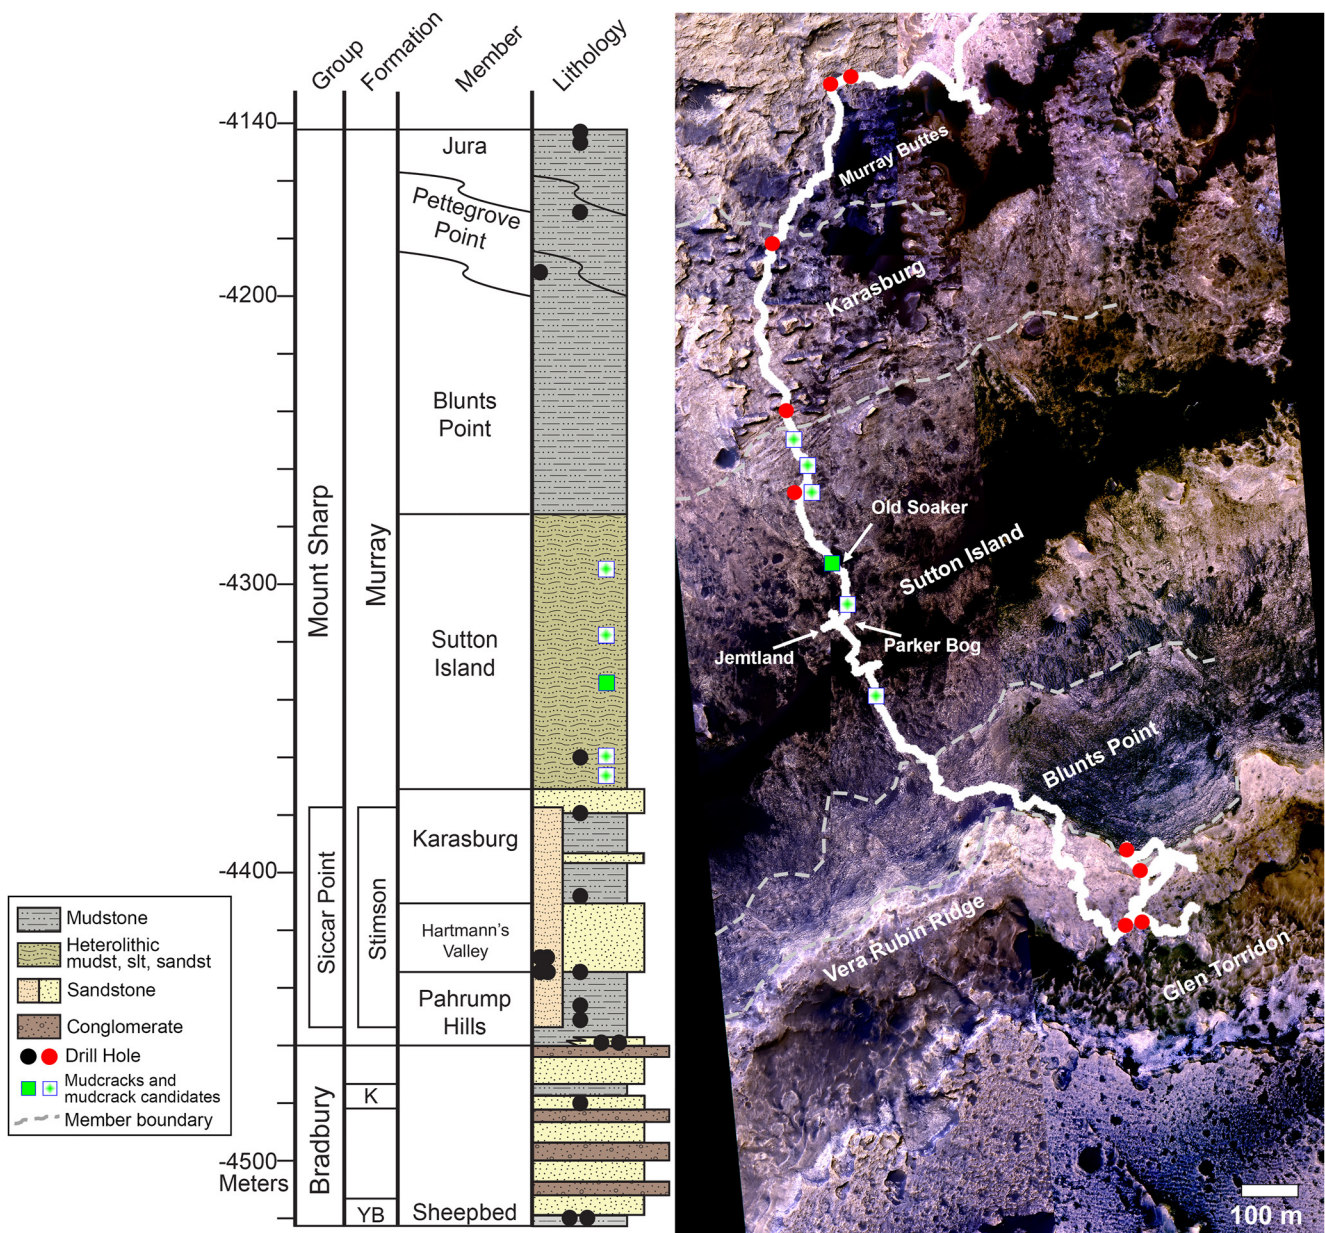 Group
Formation
Member
Lithology
-4140
-4200
-4300
-4400
-4500
Meters
Mount Sharp
Siccar Point
Bradbury
Murray
Stimson
K
YB
Jura
Pettegrove
Point
Blunts
Point
Sutton
Island
Karasburg
Hartmann's
Valley
Pahrump
Hills
Sheepbed
Mudstone
Heterolithic
mudst, slt, sandst
Sandstone
Conglomerate
Drill Hole
Mudcracks and
mudcrack candidates
Member boundary
Murray Buttes
Karasburg
Old Soaker
Sutton Island
Jemtland
Parker Bog
Blunts Point
Vera Rubin Ridge
Glen Torridon
100 m